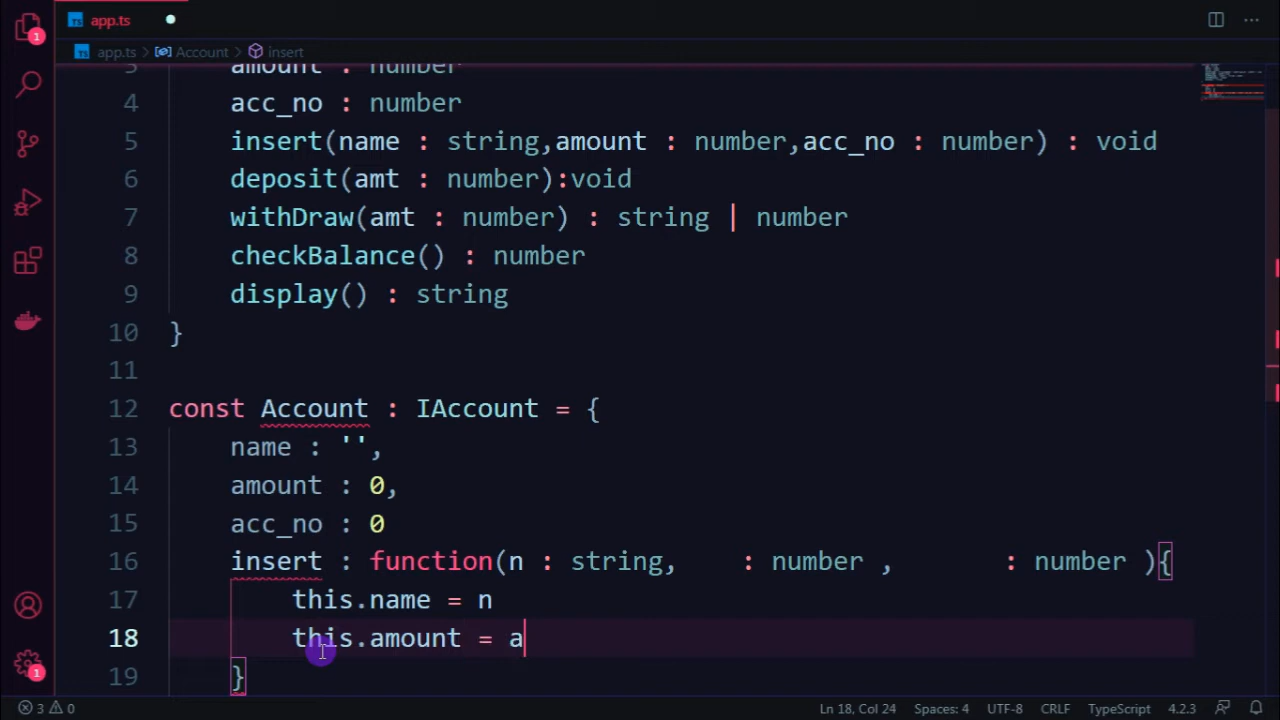 1
app.ts
app.ts > Account > insert
amount : number
4 acc_no : number
5 insert(name : string,amount : number,acc_no : number) : void
6 deposit(amt : number):void
7 withDraw(amt : number) : string | number
8 checkBalance() : number
9 display() : string
10 }
11
12 const Account : IAccount = {
13 name : '',
14 amount : 0,
15 acc_no : 0
16 insert : function(n : string, : number , : number ){
17 this.name = n
18 this.amount = a
19 }
1
3 0 Ln 18, Col 24 Spaces: 4 UTF-8 CRLF TypeScript 4.2.3